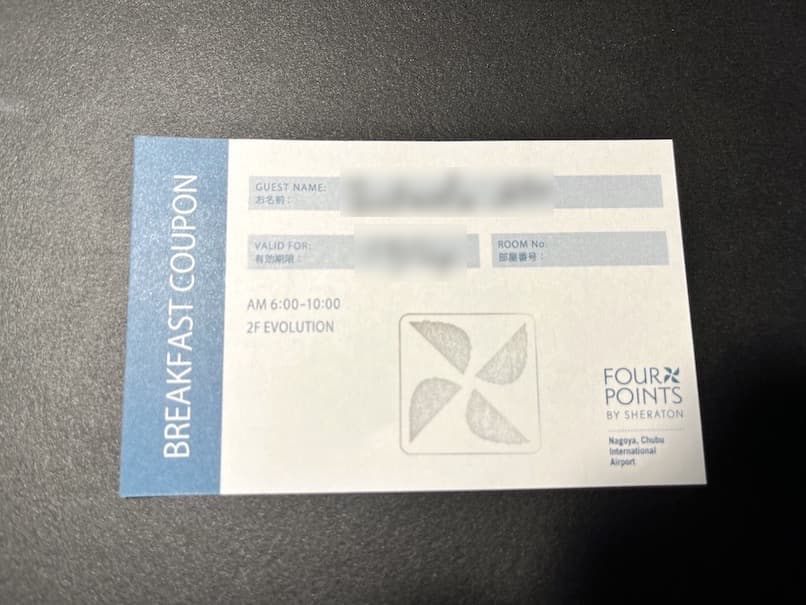 BREAKFAST COUPON
GUEST NAME:
お名前：
VALID FOR:
有効期限：
ROOM No.
部屋番号：
AM 6:00-10:00
2F EVOLUTION
FOUR
POINTS
BY SHERATON
Nagoya, Chubu
International
Airport